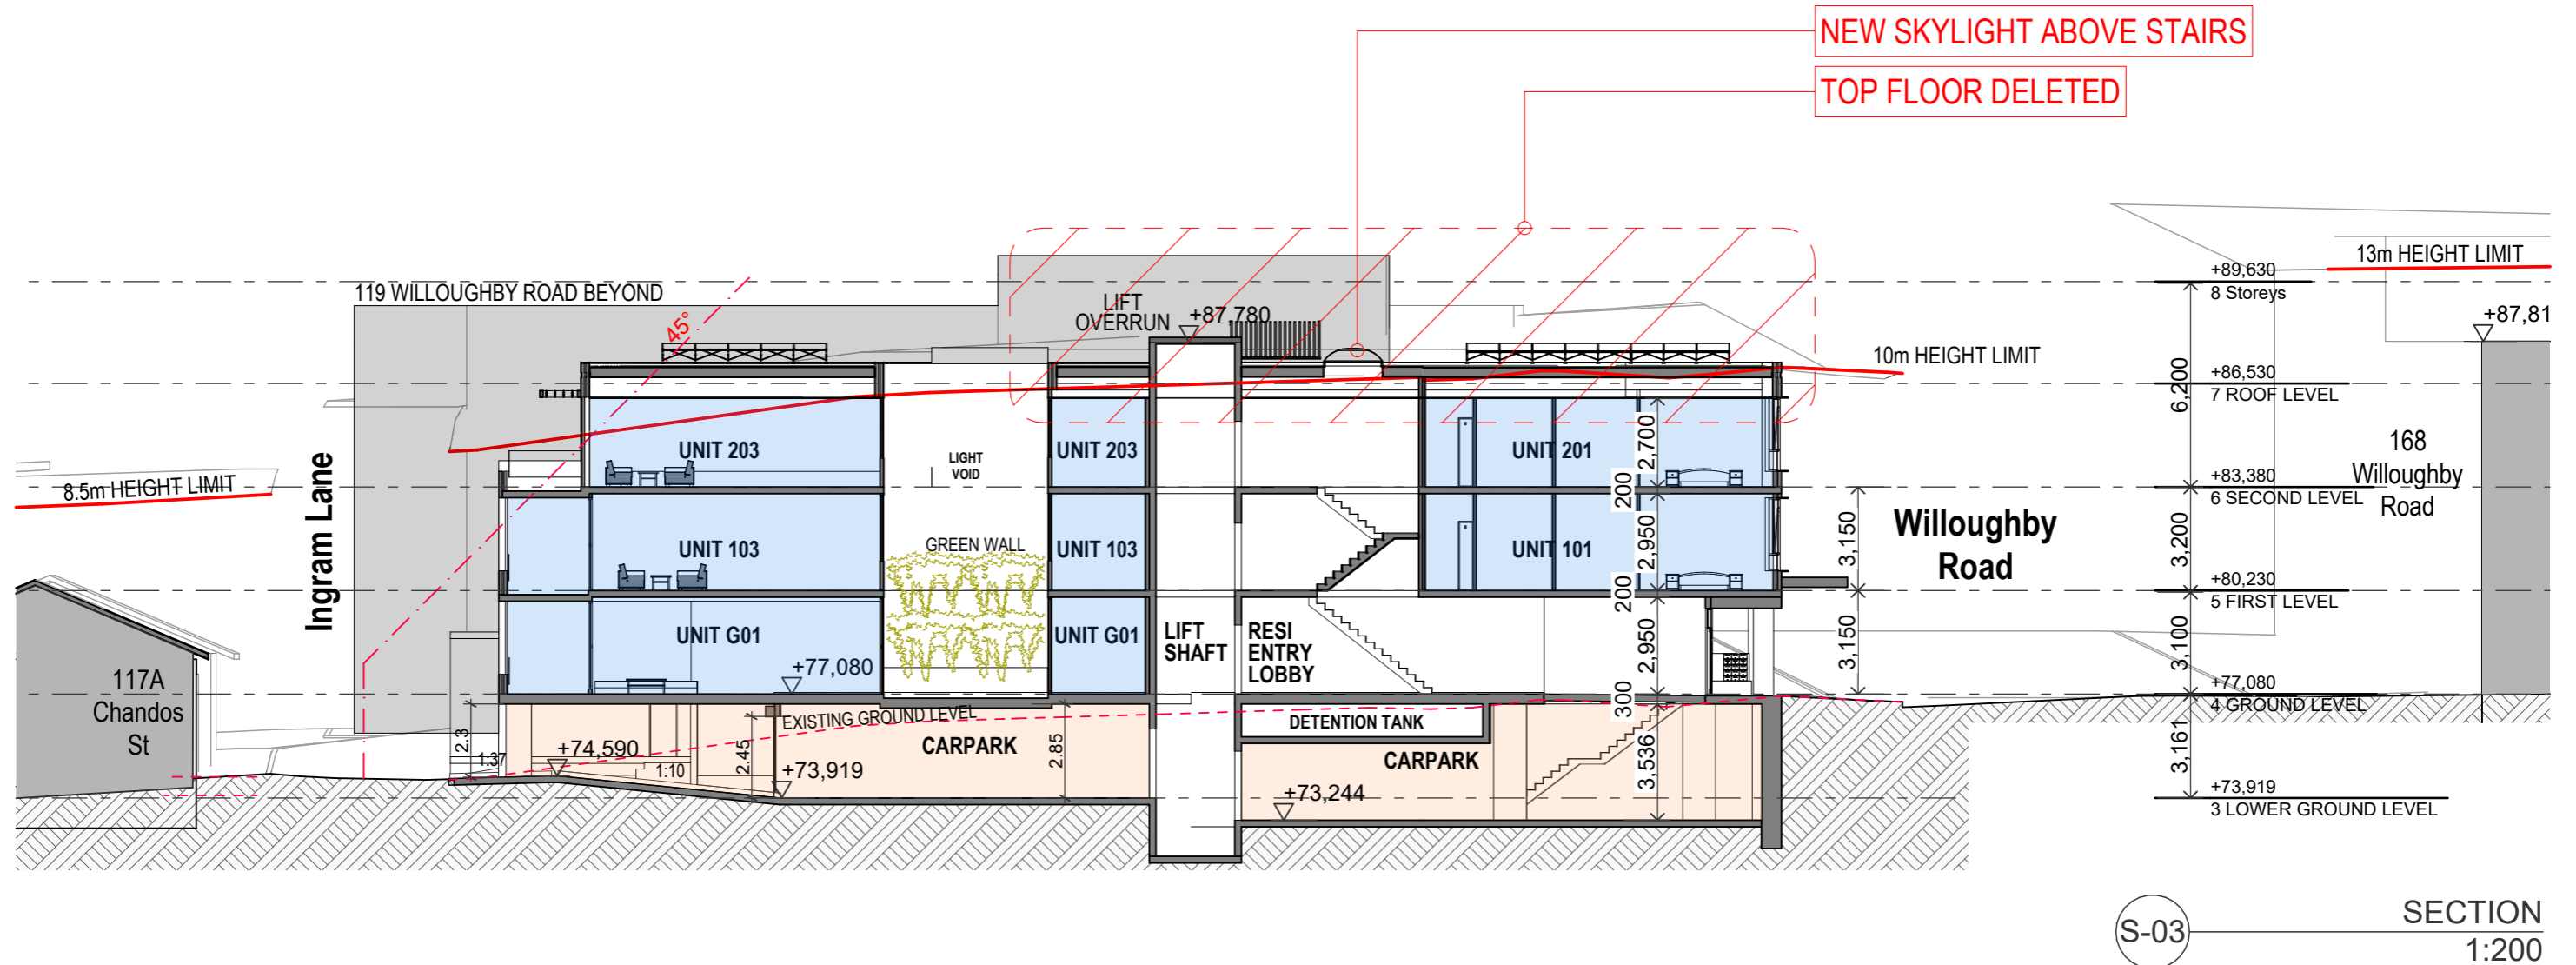 NEW SKYLIGHT ABOVE STAIRS
TOP FLOOR DELETED
13m HEIGHT LIMIT
+89,630
8 Storeys
119 WILLOUGHBY ROAD BEYOND
45°
LIFT
OVERRUN
+87,780
+87,81
10m HEIGHT LIMIT
+86,530
7 ROOF LEVEL
6,200
8.5m HEIGHT LIMIT
Ingram Lane
UNIT 203
LIGHT
VOID
UNIT 203
UNIT 201
2,700
168
Willoughby
Road
+83,380
6 SECOND LEVEL
200
UNIT 103
GREEN WALL
UNIT 103
UNIT 101
2,950
3,150
Willoughby
Road
3,200
+80,230
5 FIRST LEVEL
200
UNIT G01
UNIT G01
LIFT
SHAFT
RESI
ENTRY
LOBBY
2,950
3,150
3,100
+77,080
+77,080
4 GROUND LEVEL
117A
Chandos
St
EXISTING GROUND LEVEL
DETENTION TANK
300
2.3
1:37
+74,590
1:10
2.45
CARPARK
+73,919
2.85
CARPARK
3,536
3,161
+73,244
+73,919
3 LOWER GROUND LEVEL
S-03
SECTION
1:200